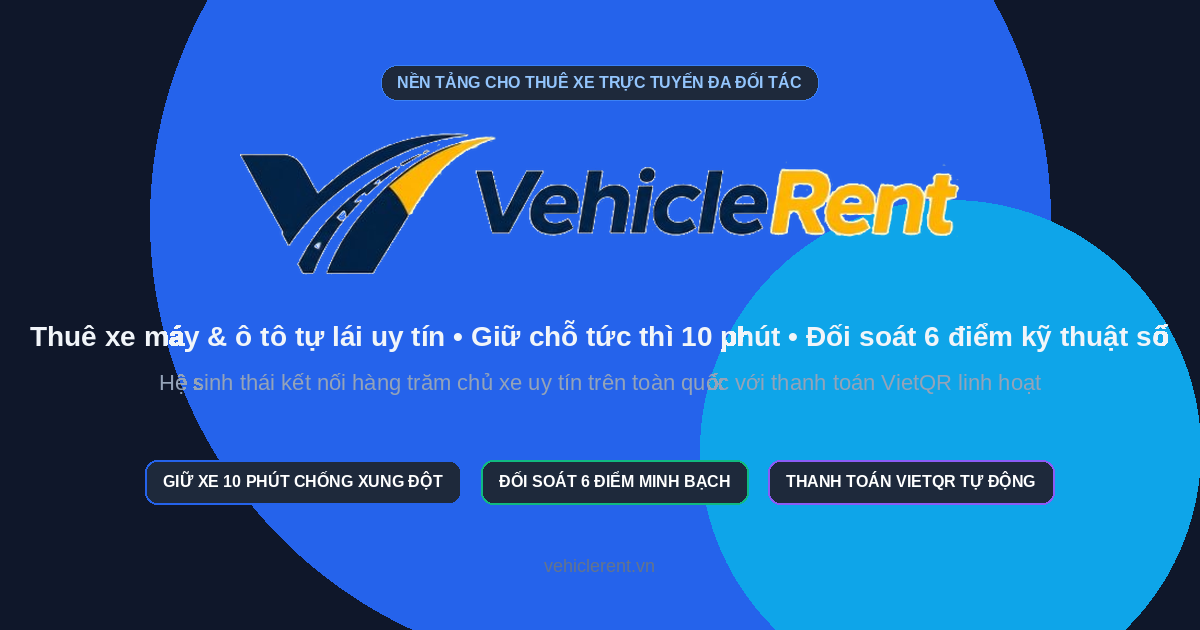 NỀN TẢNG CHO THUÊ XE TRỰC TUYẾN ĐA ĐỐI TÁC
VehicleRent
Thuê xe máy & ô tô tự lái uy tín • Giữ chỗ tức thì 10 phút • Đối soát 6 điểm kỹ thuật số
Hệ sinh thái kết nối hàng trăm chủ xe uy tín trên toàn quốc với thanh toán VietQR linh hoạt
GIỮ XE 10 PHÚT CHỐNG XUNG ĐỘT
ĐỐI SOÁT 6 ĐIỂM MINH BẠCH
THANH TOÁN VIETQR TỰ ĐỘNG
vehiclerent.vn